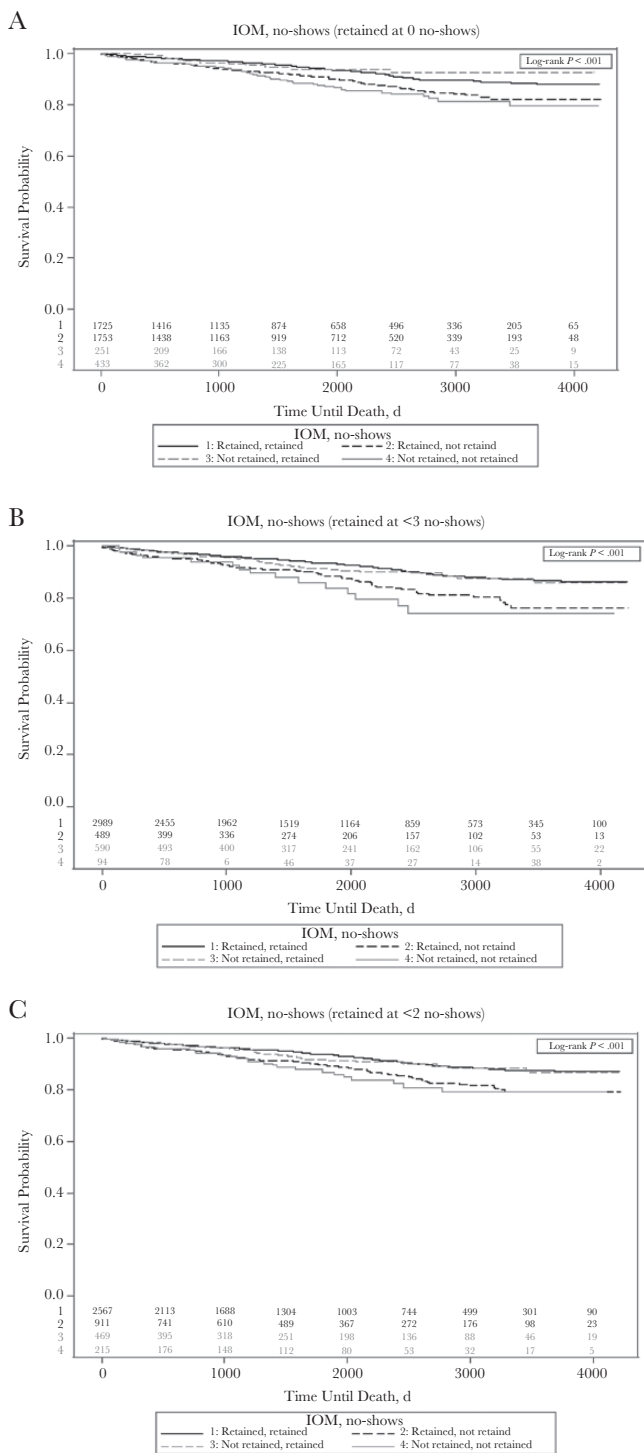 A
IOM, no-shows (retained at 0 no-shows)
1.0
Log-rank P < .001
0.8
0.6
0.4
0.2
0.0
Survival Probability
1 1725 1416 1135 874 658 496 336 205 65
2 1753 1438 1163 919 712 520 339 193 48
3 251 209 166 138 113 72 43 25 9
4 433 362 300 225 165 117 77 38 15
0 1000 2000 3000 4000
Time Until Death, d
IOM, no-shows
1: Retained, retained 2: Retained, not retaind
3: Not retained, retained 4: Not retained, not retained
B
IOM, no-shows (retained at <3 no-shows)
1.0
Log-rank P < .001
0.8
0.6
0.4
0.2
0.0
Survival Probability
1 2989 2455 1962 1519 1164 859 573 345 100
2 489 399 336 274 206 157 102 53 13
3 590 493 400 317 241 162 106 55 22
4 94 78 6 46 37 27 14 38 2
0 1000 2000 3000 4000
Time Until Death, d
IOM, no-shows
1: Retained, retained 2: Retained, not retaind
3: Not retained, retained 4: Not retained, not retained
C
IOM, no-shows (retained at <2 no-shows)
1.0
Log-rank P < .001
0.8
0.6
0.4
0.2
0.0
Survival Probability
1 2567 2113 1688 1304 1003 744 499 301 90
2 911 741 610 489 367 272 176 98 23
3 469 395 318 251 198 136 88 46 19
4 215 176 148 112 80 53 32 17 5
0 1000 2000 3000 4000
Time Until Death, d
IOM, no-shows
1: Retained, retained 2: Retained, not retaind
3: Not retained, retained 4: Not retained, not retained